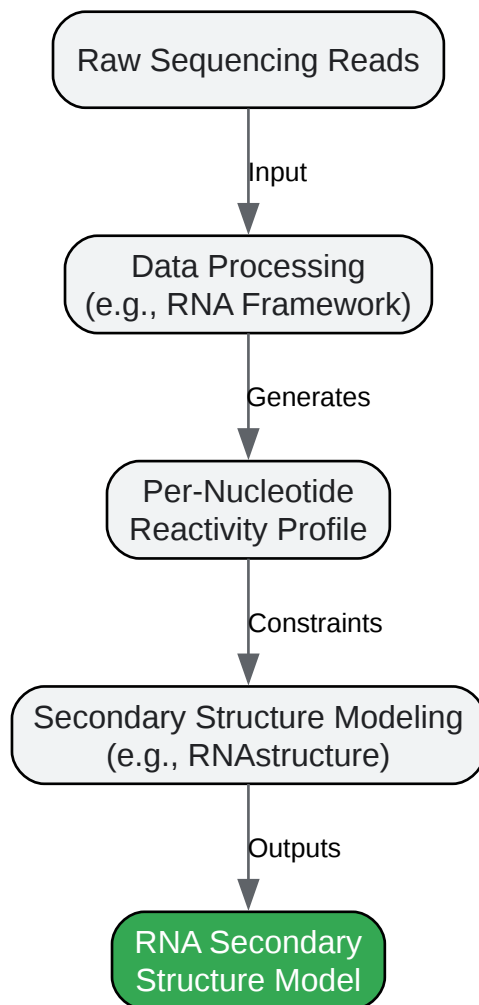 Raw Sequencing Reads
Input
Data Processing
(e.g., RNA Framework)
Generates
Per-Nucleotide
Reactivity Profile
Constraints
Secondary Structure Modeling
(e.g., RNAstructure)
Outputs
RNA Secondary
Structure Model